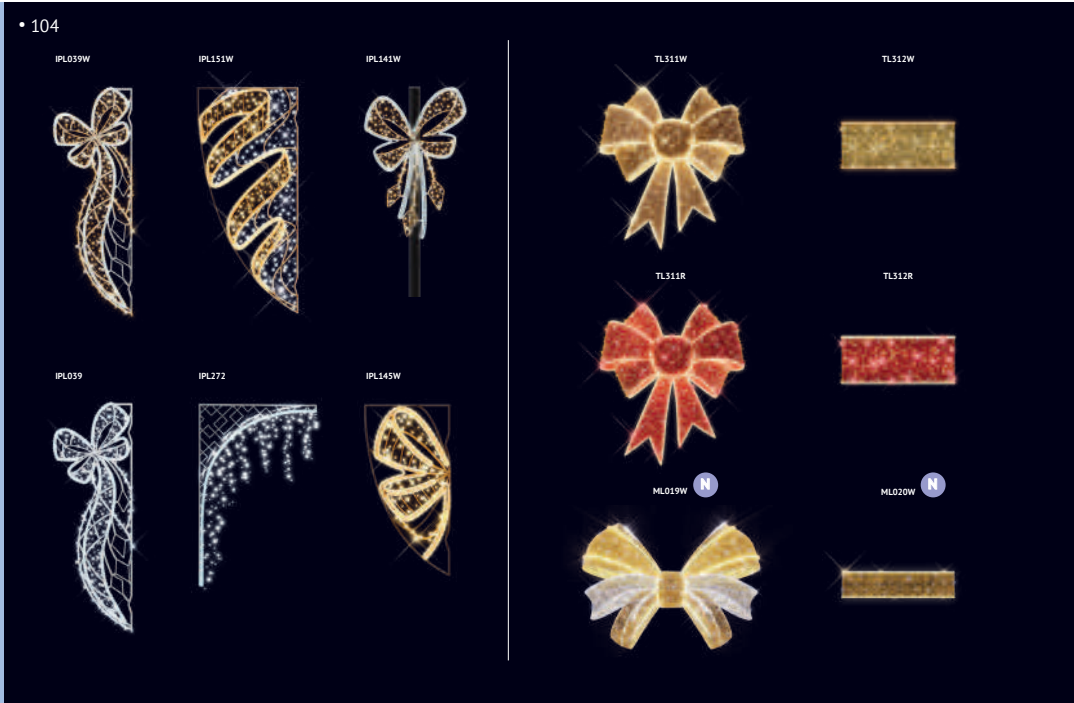 • 104
IPL039W
IPL151W
IPL141W
IPL039
IPL272
IPL145W
TL311W
TL312W
TL311R
TL312R
ML019W N
ML020W N